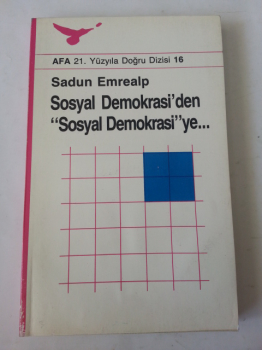 AFA 21. Yüzyıla Doğru Dizisi 16
Sadun Emrealp
Sosyal Demokrasi'den
“Sosyal Demokrasi”ye...